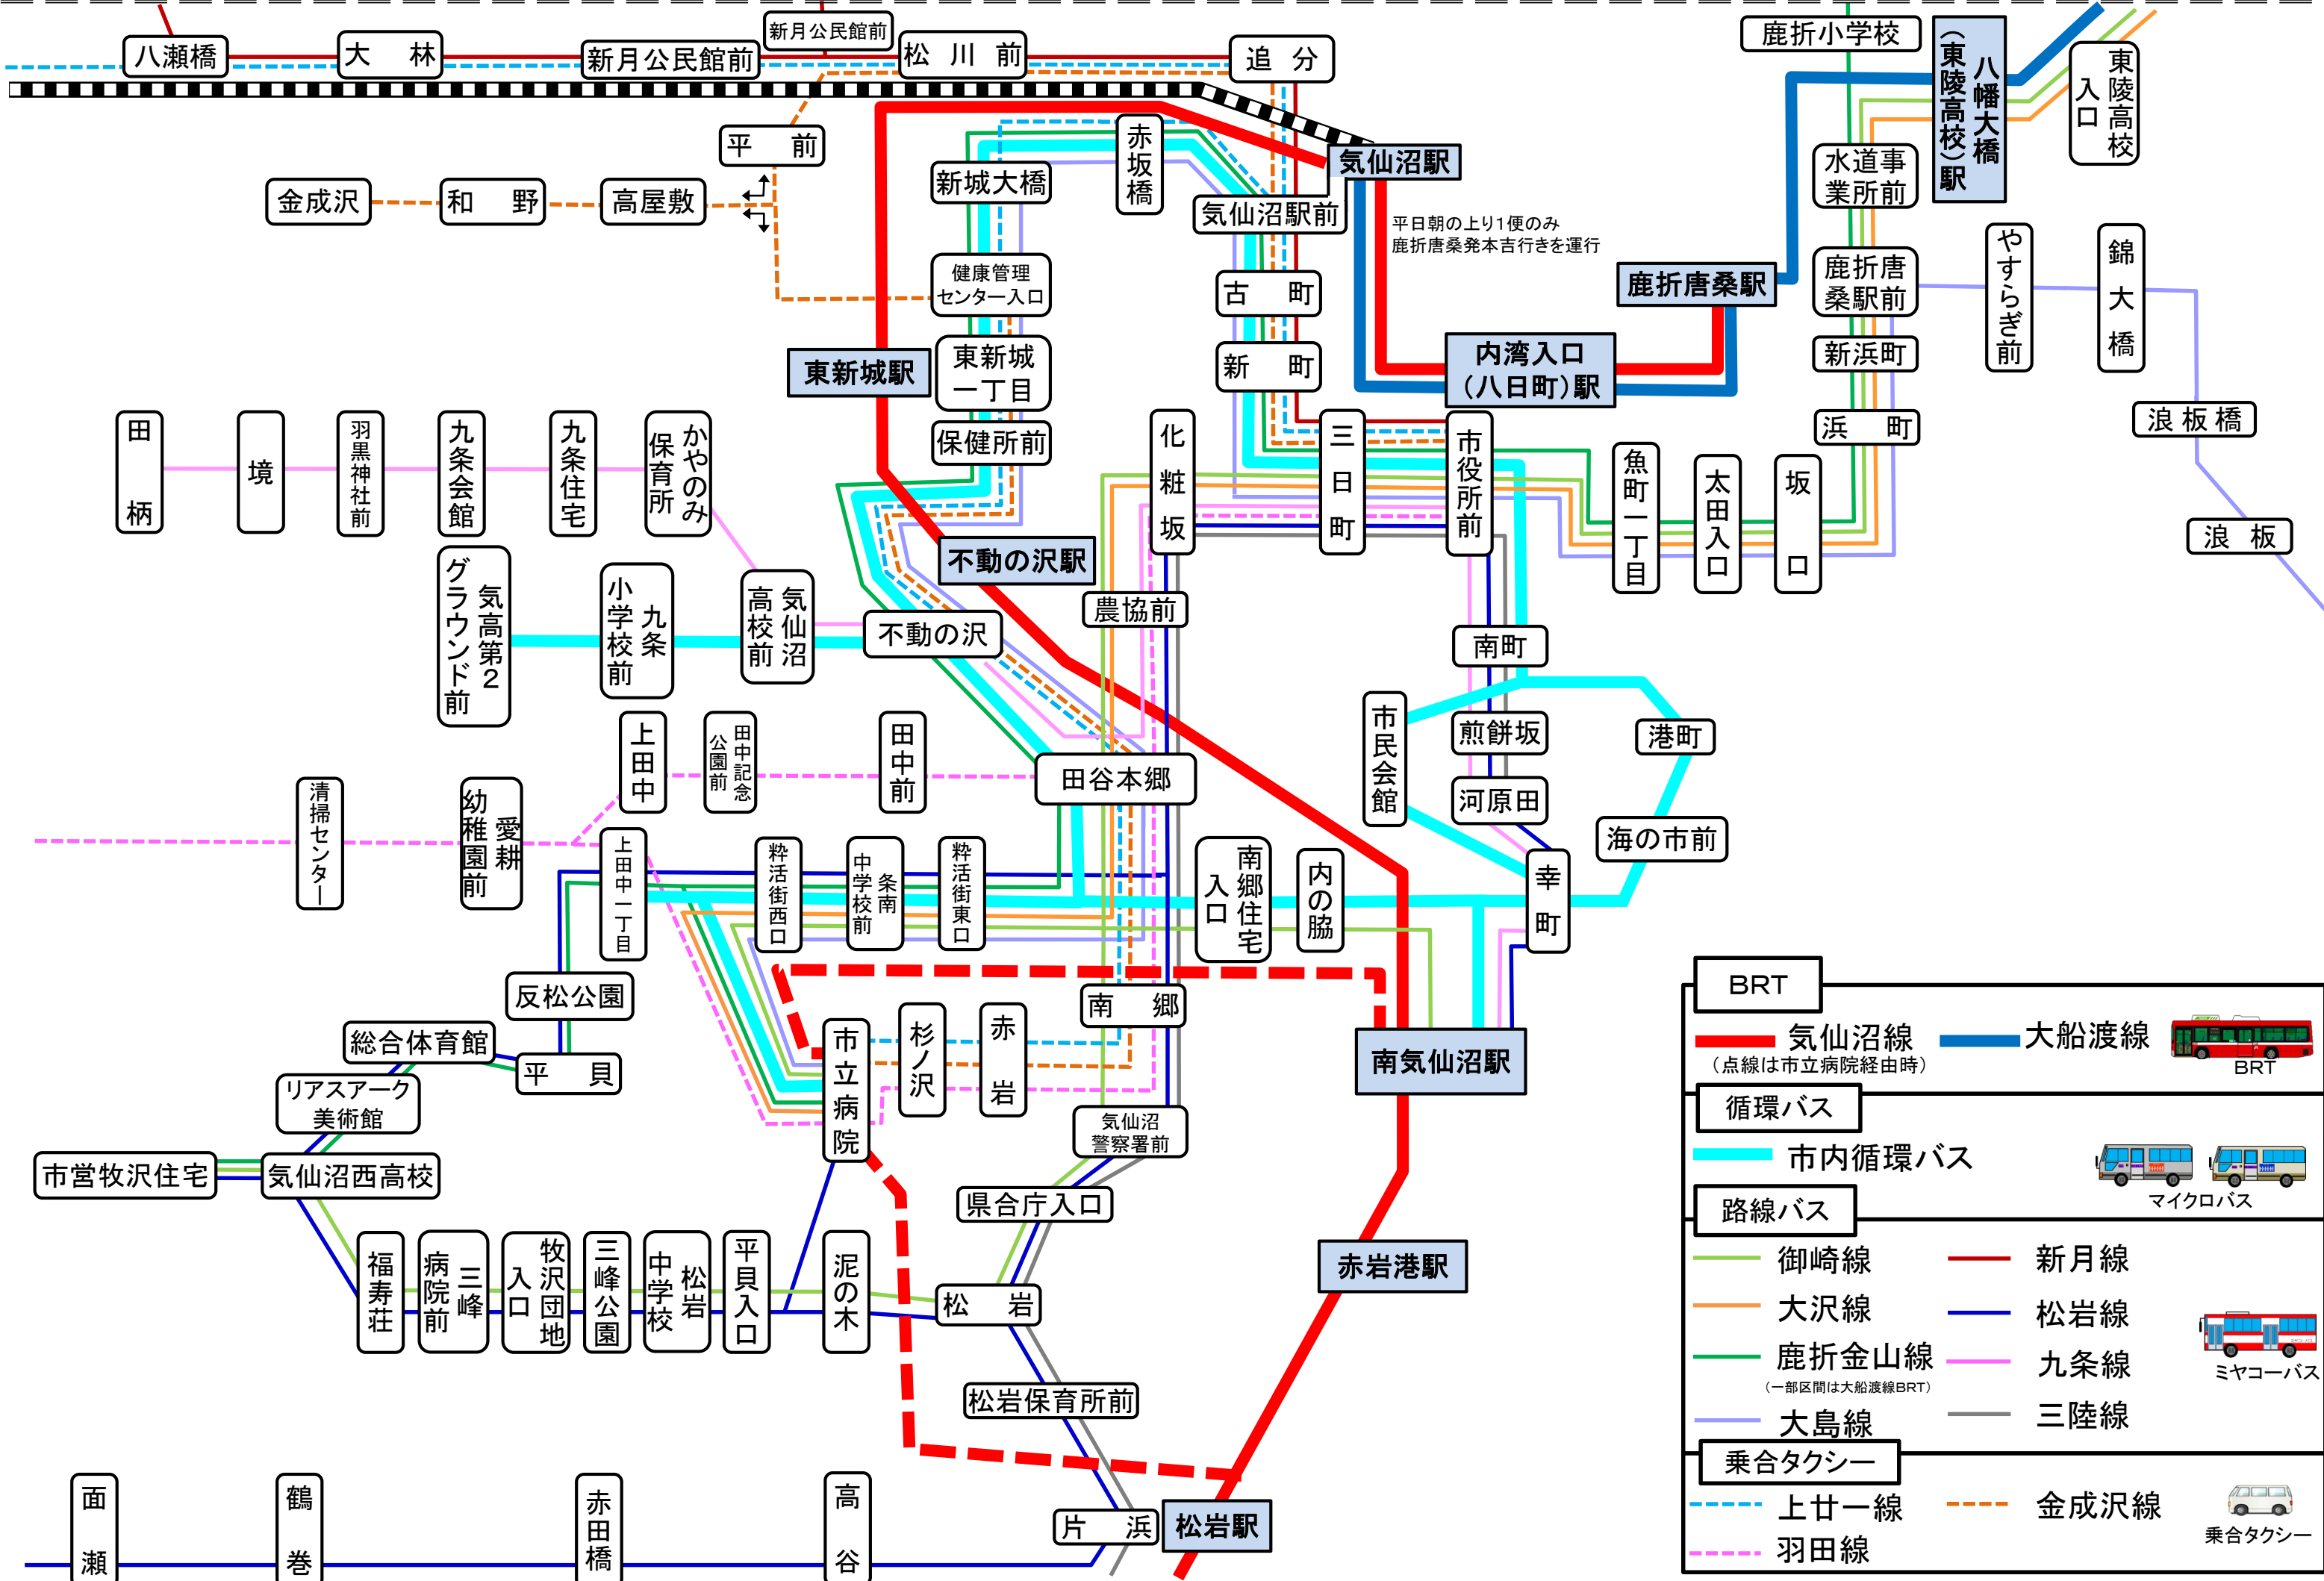 八瀬橋
大林
新月公民館前
新月公民館前
松川前
追分
鹿折小学校
八幡大橋
(東陵高校)駅
東陵高校
入口
平前
赤坂橋
気仙沼駅
水道事
業所前
金成沢
和野
高屋敷
新城大橋
気仙沼駅前
平日朝の上り1便のみ
鹿折唐桑発本吉行きを運行
やすらぎ前
錦大橋
健康管理
センター入口
古町
鹿折唐桑駅
鹿折唐
桑駅前
東新城駅
東新城
一丁目
新町
内湾入口
(八日町)駅
新浜町
浪板橋
浪板
田柄
境
羽黒神社前
九条会館
九条住宅
かやのみ
保育所
保健所前
化粧坂
三日町
市役所前
魚町一丁目
太田入口
坂口
浜町
不動の沢駅
気高第2
グラウンド前
九条
小学校前
気仙沼
高校前
不動の沢
農協前
南町
上田中
田中記念
公園前
田中前
田谷本郷
市民会館
煎餅坂
港町
河原田
海の市前
清掃センター
愛耕
幼稚園前
上田中一丁目
粋活街西口
条南
中学校前
粋活街東口
南郷住宅
入口
内の脇
幸町
反松公園
南郷
総合体育館
平貝
市立病院
杉ノ沢
赤岩
南気仙沼駅
リアスアーク
美術館
気仙沼
警察署前
市営牧沢住宅
気仙沼西高校
県合庁入口
福寿荘
三峰
病院前
牧沢団地
入口
三峰公園
松岩
中学校
平貝入口
泥の木
松岩
赤岩港駅
松岩保育所前
面瀬
鶴巻
赤田橋
高谷
片浜
松岩駅
BRT
気仙沼線
(点線は市立病院経由時)
大船渡線
BRT
循環バス
市内循環バス
マイクロバス
路線バス
御崎線
新月線
大沢線
松岩線
鹿折金山線
(一部区間は大船渡線BRT)
九条線
ミヤコーバス
大島線
三陸線
乗合タクシー
上廿一線
金成沢線
羽田線
乗合タクシー